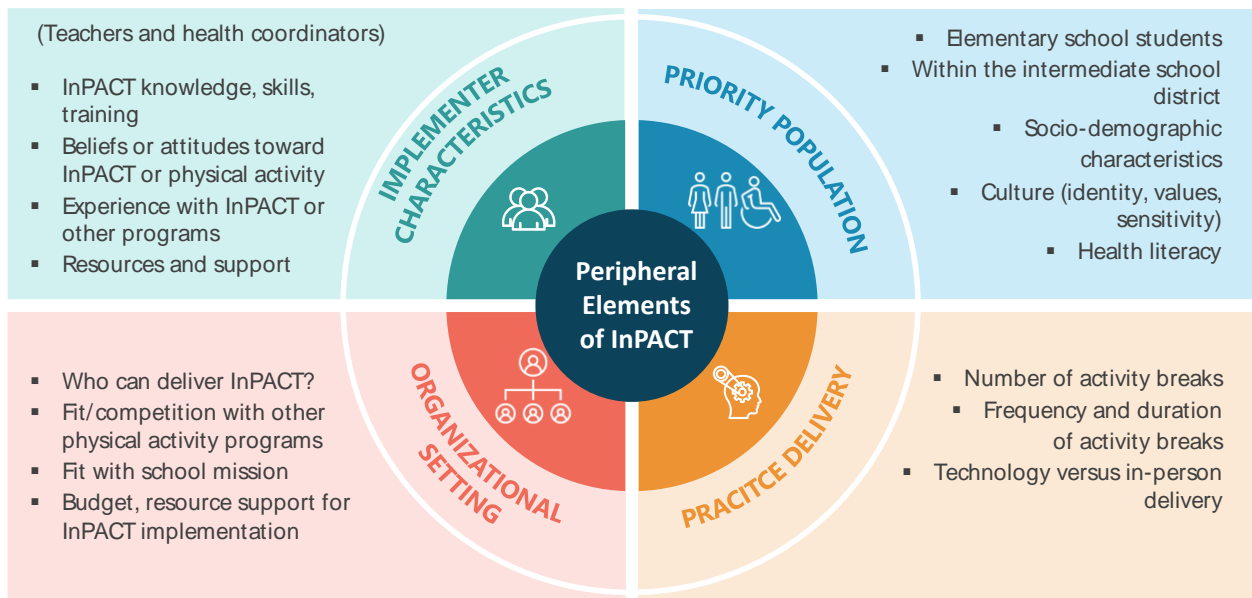 (Teachers and health coordinators)
▪ InPACT knowledge, skills,
training
▪ Beliefs or attitudes toward
InPACT or physical activity
▪ Experience with InPACT or
other programs
▪ Resources and support
IMPLEMENTER
CHARACTERISTICS
PRIORITY POPULATION
▪ Elementary school students
▪ Within the intermediate school
district
▪ Socio-demographic
characteristics
▪ Culture (identity, values,
sensitivity)
▪ Health literacy
Peripheral
Elements
of InPACT
▪ Who can deliver InPACT?
▪ Fit/competition with other
physical activity programs
▪ Fit with school mission
▪ Budget, resource support for
InPACT implementation
ORGANIZATIONAL
SETTING
PRACITCE DELIVERY
▪ Number of activity breaks
▪ Frequency and duration
of activity breaks
▪ Technology versus in-person
delivery